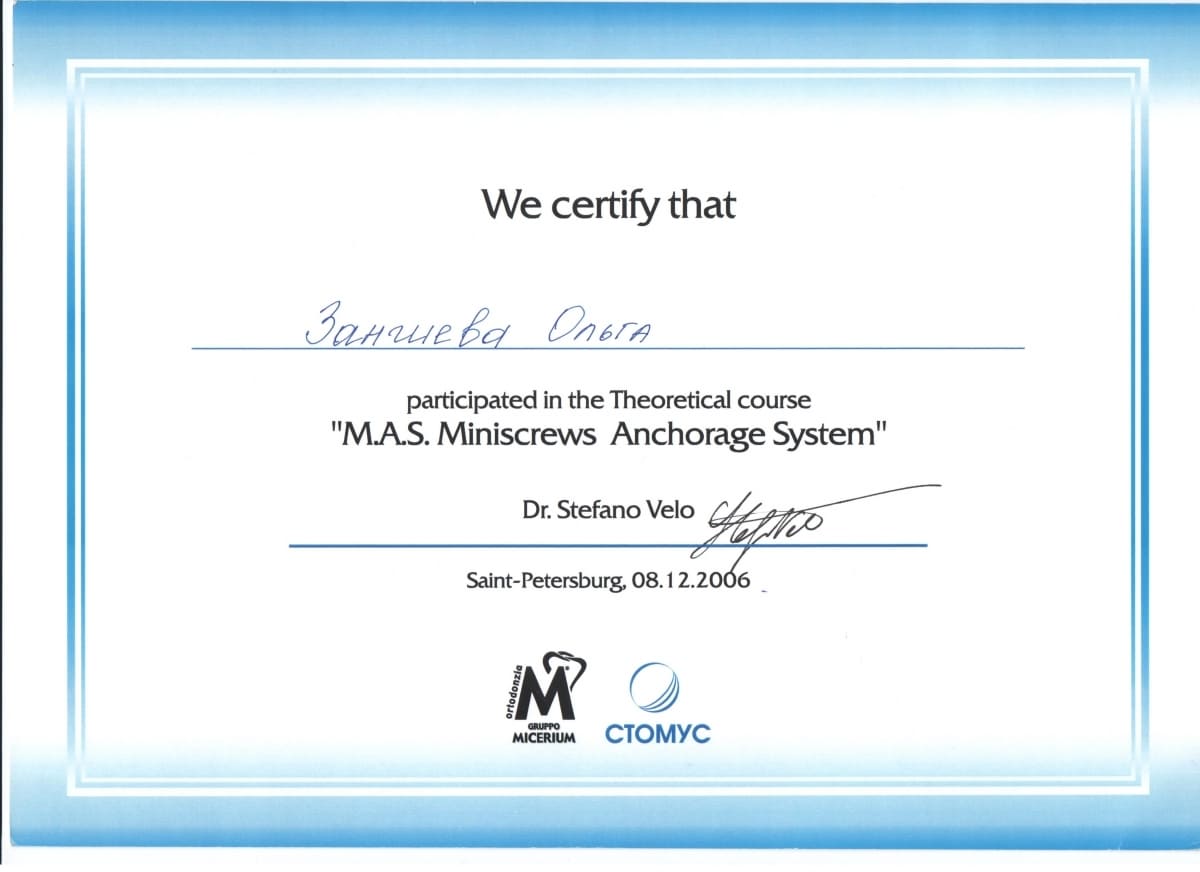 We certify that
Зангиева Ольга
participated in the Theoretical course
"M.A.S. Miniscrews Anchorage System"
Dr. Stefano Velo
Saint-Petersburg, 08.12.2006
ortodonzia
M
GRUPPO
MICERIUM
СТОМУС